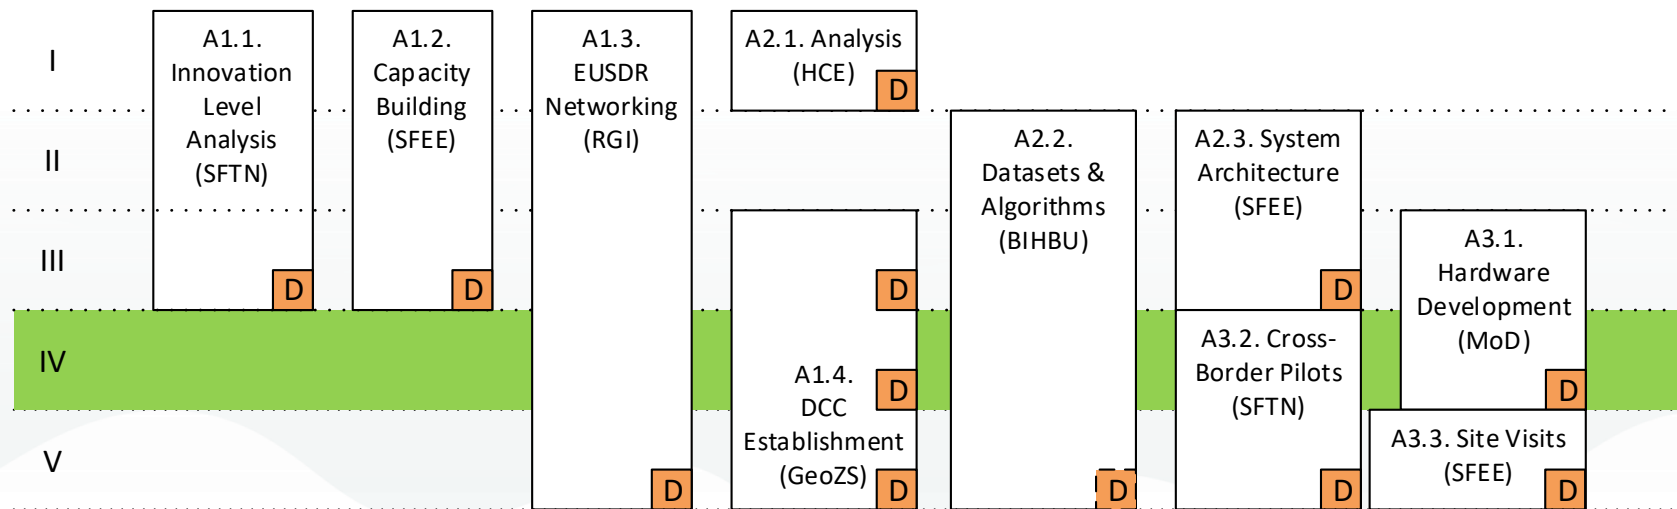 I
II
III
IV
V
A1.1.
Innovation
Level
Analysis
(SFTN)
D
A1.2.
Capacity
Building
(SFEE)
D
A1.3.
EUSDR
Networking
(RGI)
D
A2.1. Analysis
(HCE)
D
D
A1.4.
D
DCC
Establishment
(GeoZS)
D
A2.2.
Datasets &
Algorithms
(BIHBU)
D
A2.3. System
Architecture
(SFEE)
D
A3.2. Cross-
Border Pilots
(SFTN)
D
A3.1.
Hardware
Development
(MoD)
D
A3.3. Site Visits
(SFEE)
D